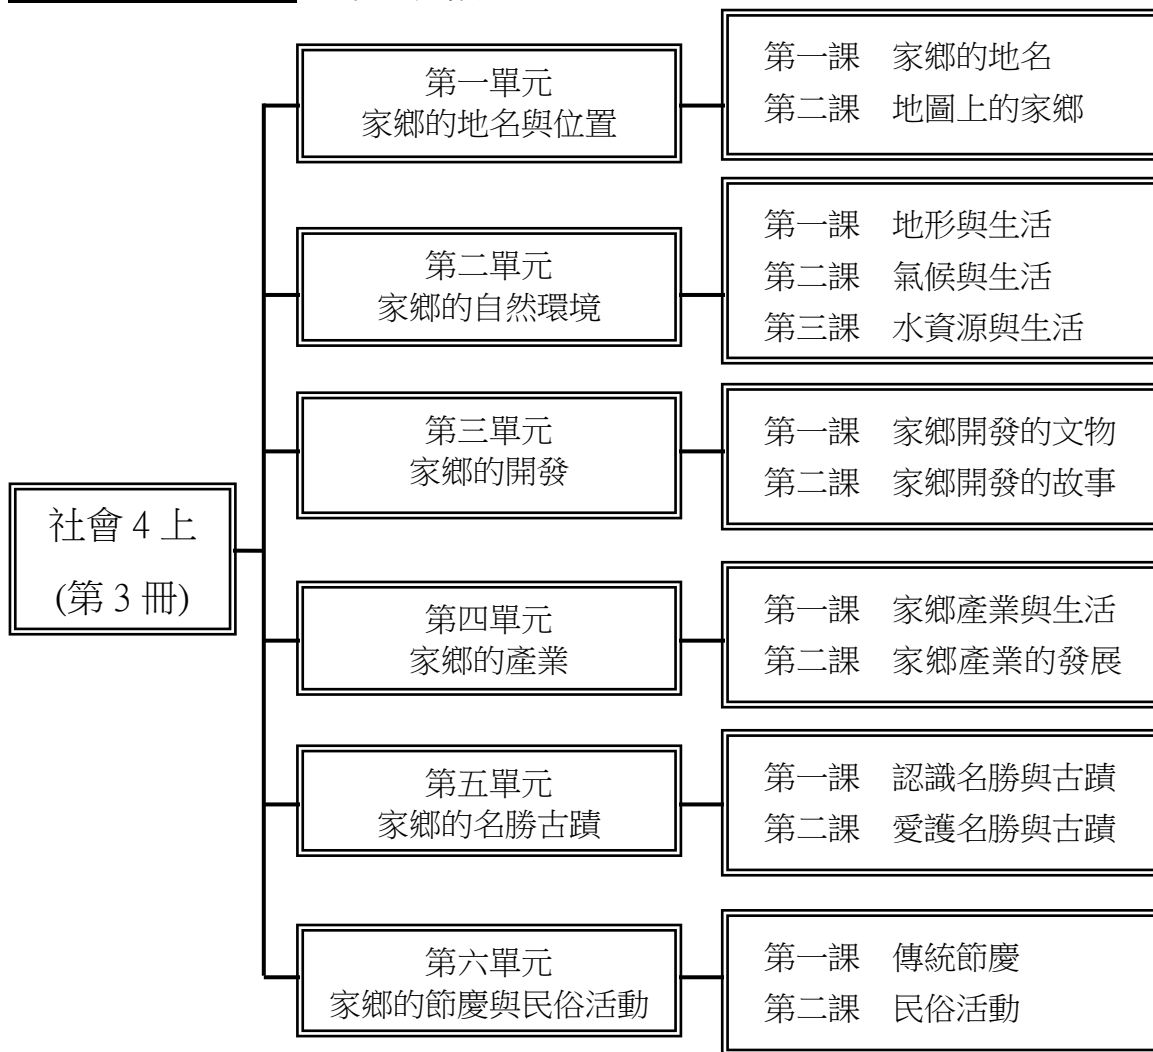 社會 4 上
(第 3 冊)
第一單元
家鄉的地名與位置
第一課 家鄉的地名
第二課 地圖上的家鄉
第二單元
家鄉的自然環境
第一課 地形與生活
第二課 氣候與生活
第三課 水資源與生活
第三單元
家鄉的開發
第一課 家鄉開發的文物
第二課 家鄉開發的故事
第四單元
家鄉的產業
第一課 家鄉產業與生活
第二課 家鄉產業的發展
第五單元
家鄉的名勝古蹟
第一課 認識名勝與古蹟
第二課 愛護名勝與古蹟
第六單元
家鄉的節慶與民俗活動
第一課 傳統節慶
第二課 民俗活動